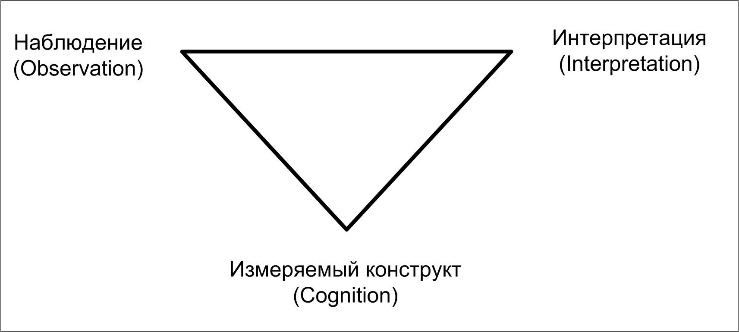 Наблюдение
(Observation)
Интерпретация
(Interpretation)
Измеряемый конструкт
(Cognition)